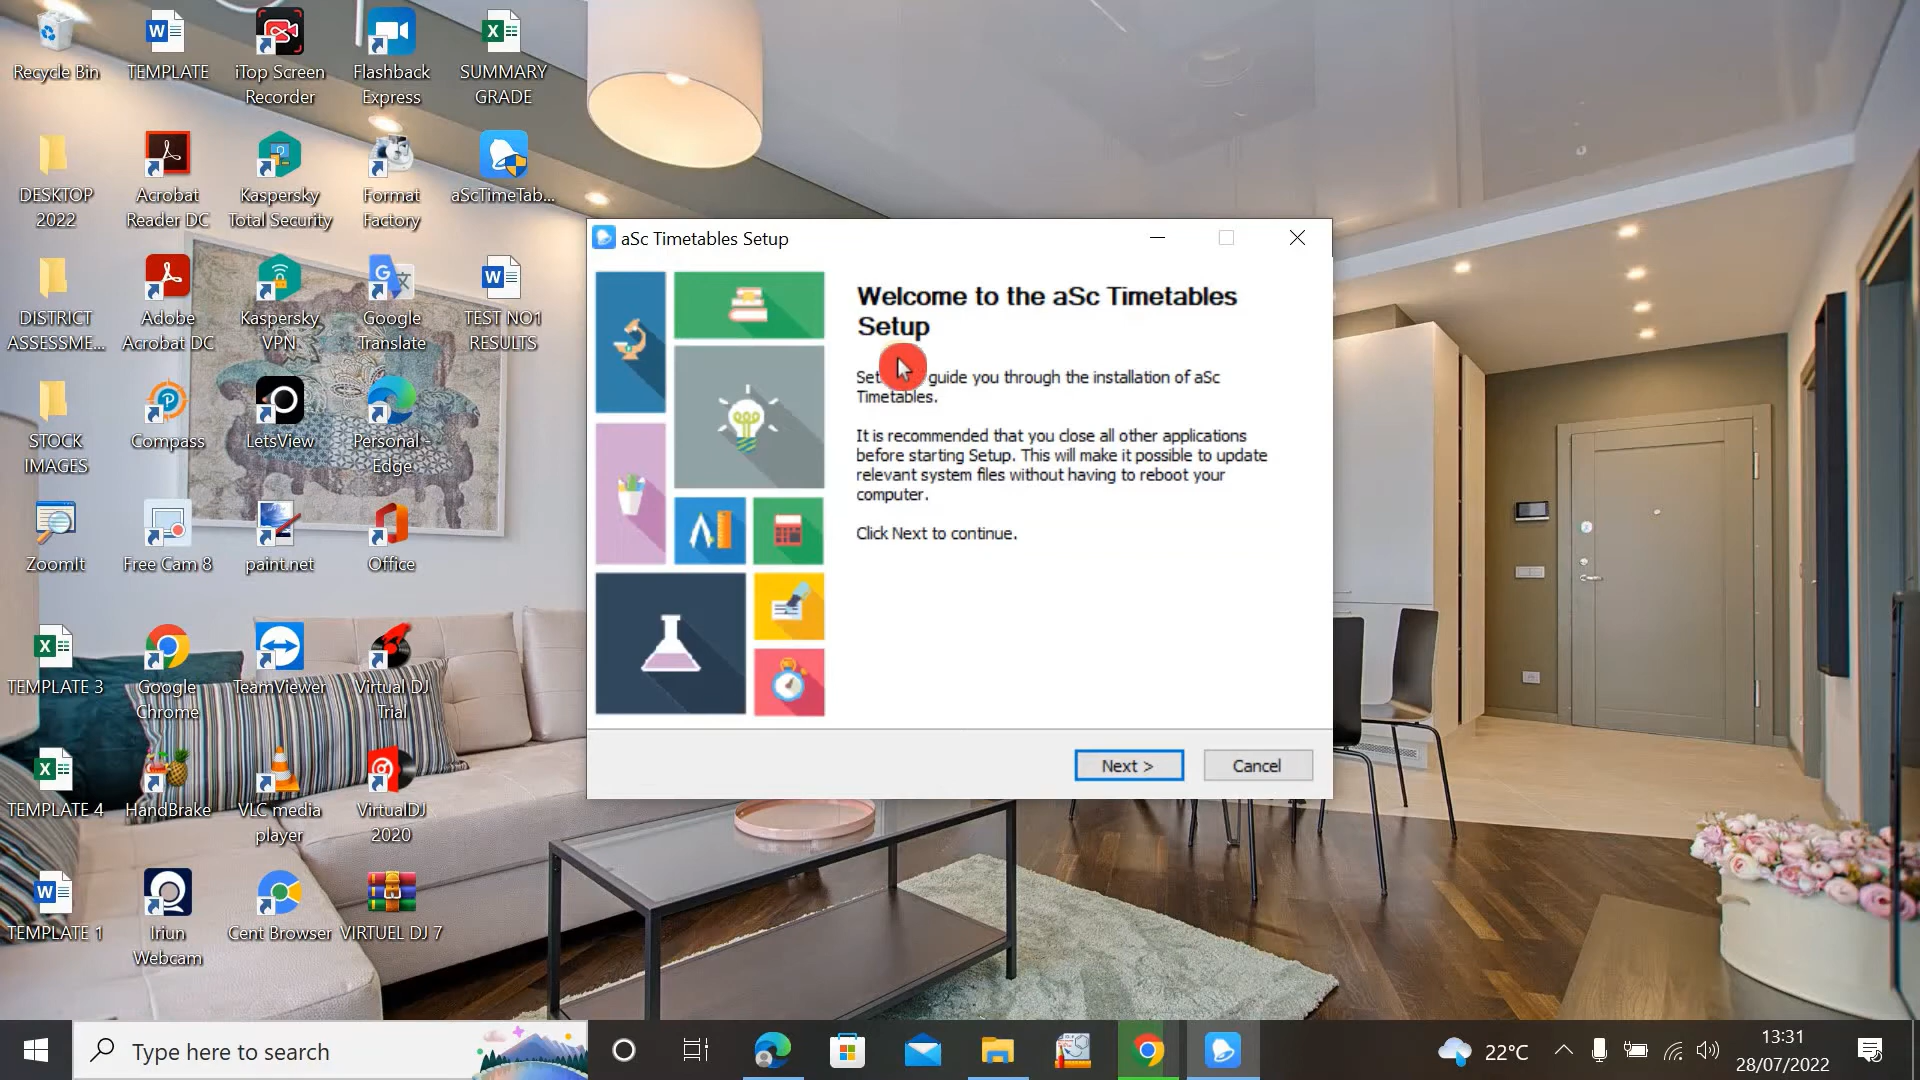 Recycle Bin
TEMPLATE
iTop Screen
Recorder
Flashback
Express
SUMMARY
GRADE
DESKTOP
2022
Acrobat
Reader DC
Kaspersky
Total Security
Format
Factory
aScTimeTab...
DISTRICT
ASSESSME...
Adobe
Acrobat DC
Kaspersky
VPN
Google
Translate
TEST NO1
RESULTS
STOCK
IMAGES
Compass
LetsView
Personal -
Edge
ZoomIt
Free Cam 8
paint.net
Office
TEMPLATE 3
Google
Chrome
TeamViewer
Virtual DJ
Trial
TEMPLATE 4
HandBrake
VLC media
player
VirtualDJ
2020
TEMPLATE 1
Iriun
Webcam
Cent Browser
VIRTUEL DJ 7
aSc Timetables Setup
Welcome to the aSc Timetables
Setup
guide you through the installation of aSc
Timetables.
It is recommended that you close all other applications
before starting Setup. This will make it possible to update
relevant system files without having to reboot your
computer.
Click Next to continue.
Next >
Cancel
Type here to search
22°C
13:31
28/07/2022